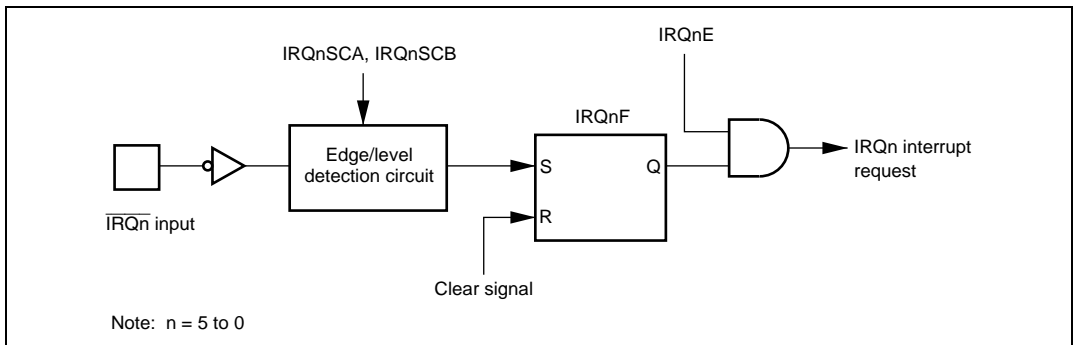 IRQnE
IRQnSCA, IRQnSCB
IRQnF
Edge/level
detection circuit
S
Q
R
IRQn interrupt
request
IRQn input
Clear signal
Note: n = 5 to 0